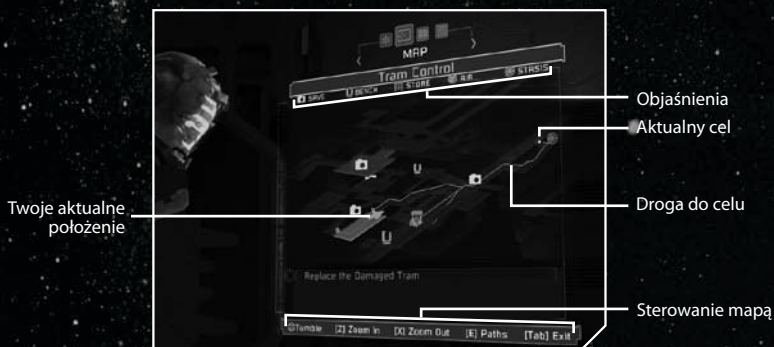 MAP
Tram Control
SAVE BENCH STORE AIR STASIS
Objaśnienia
Aktualny cel
Droga do celu
Twoje aktualne
położenie
Replace the Damaged Tram
Sterowanie mapą
Tumble [Z] Zoom In [X] Zoom Out [E] Paths [Tab] Exit